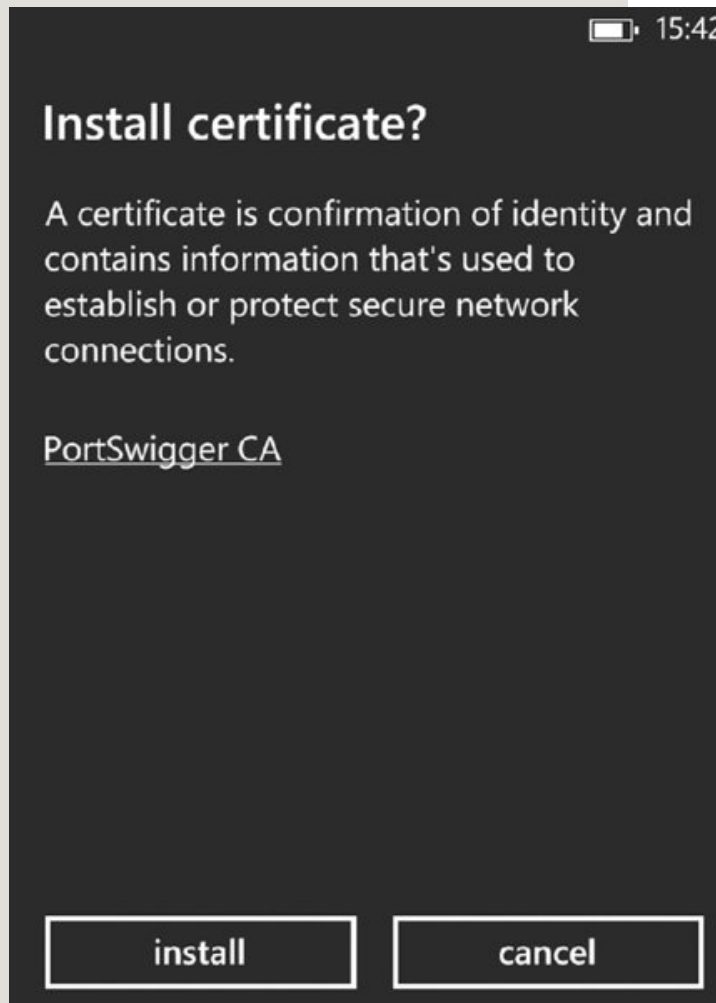 15:42
Install certificate?
A certificate is confirmation of identity and
contains information that's used to
establish or protect secure network
connections.
PortSwigger CA
install
cancel